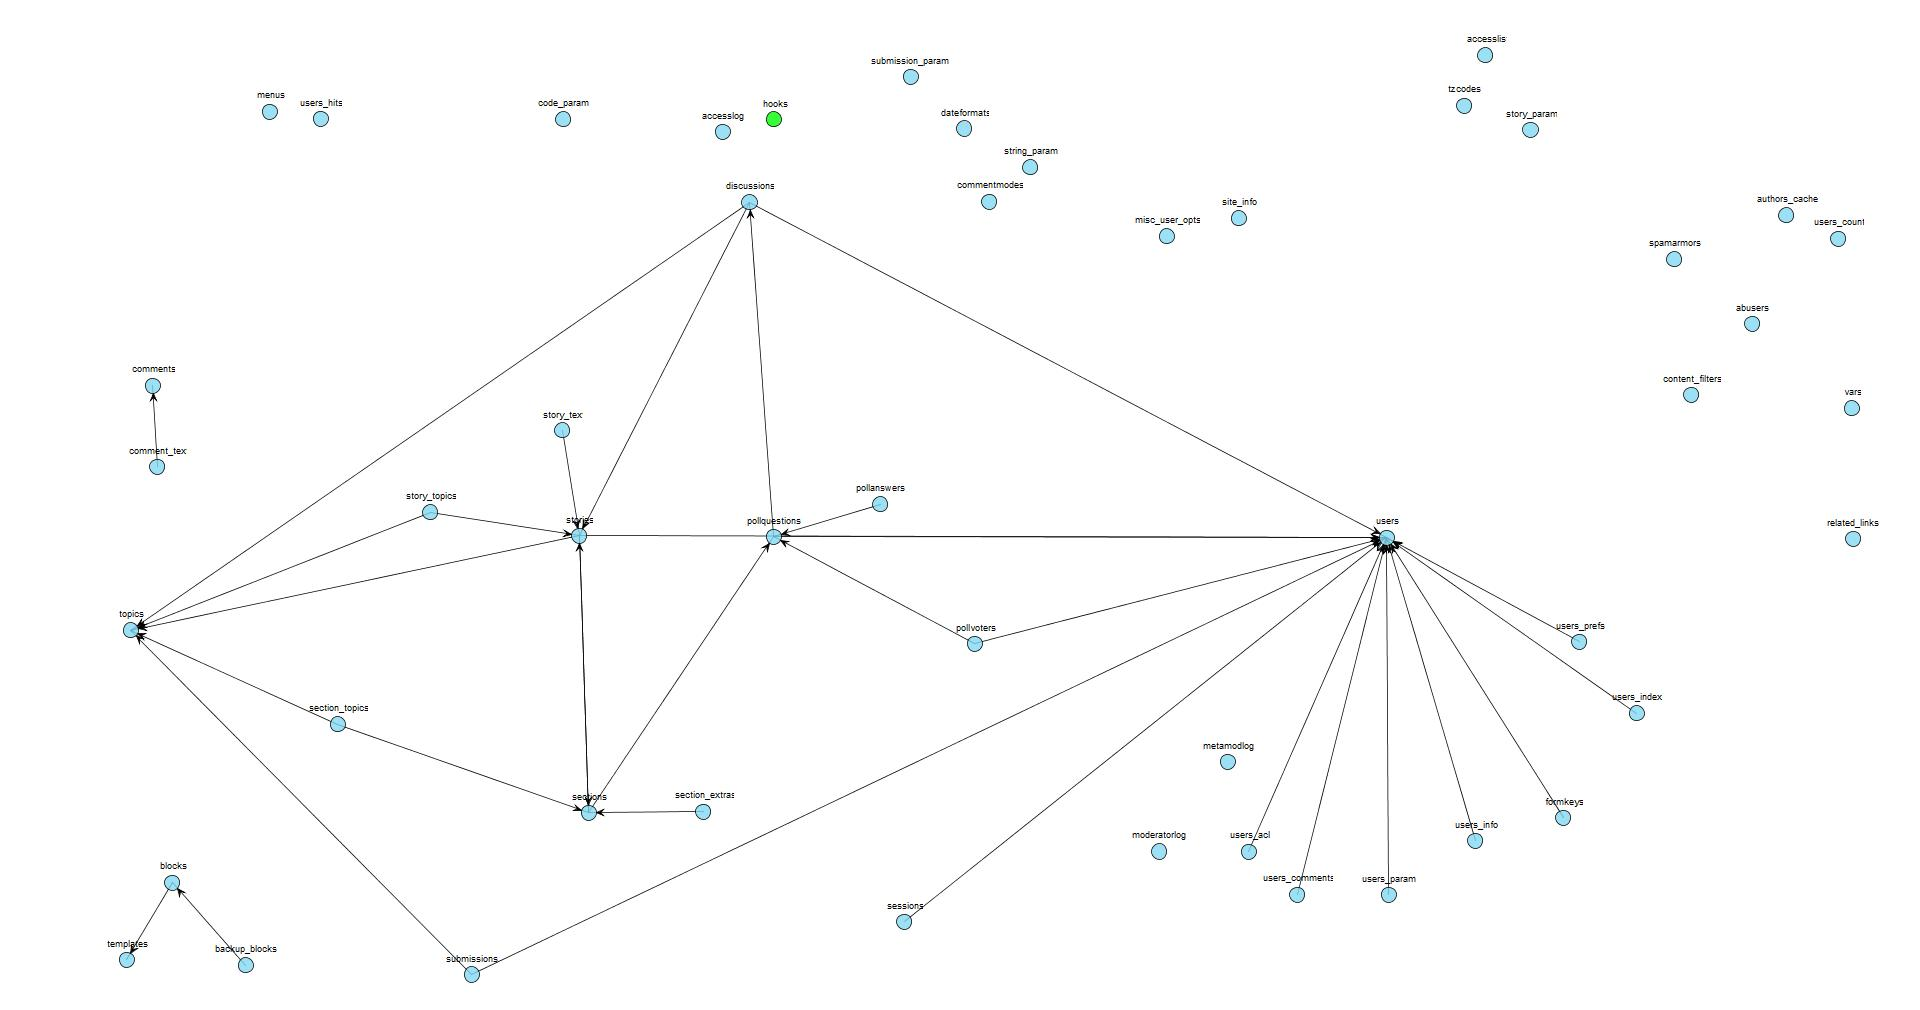 accesslis
submission_param
tzcodes
menus
users_hits
code_param
hooks
accesslog
dateformats
story_param
string_param
discussions
commentmodes
authors_cache
site_info
misc_user_opts
users_count
spamarmors
abusers
comments
content_filters
vars
story_tex
comment_tex
story_topics
pollanswers
stories
pollquestions
users
related_links
topics
pollvoters
users_prefs
users_index
section_topics
metamodlog
sections
section_extras
formkeys
users_info
moderatorlog
users_acl
blocks
users_comments
users_param
sessions
templates
backup_blocks
submissions